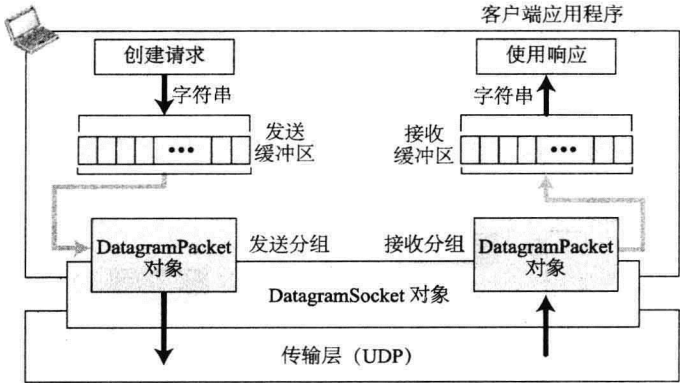 客户端应用程序
创建请求
使用响应
字符串
字符串
发送
缓冲区
接收
缓冲区
•••
•••
DatagramPacket
对象
发送分组
接收分组
DatagramPacket
对象
DatagramSocket 对象
传输层（UDP）